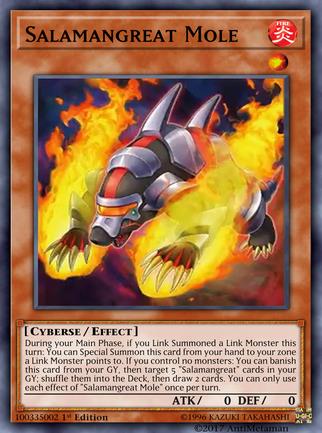 Salamangreat Mole
FIRE
炎
[Cyberse / Effect]
During your Main Phase, if you Link Summoned a Link Monster this
turn: You can Special Summon this card from your hand to your zone
a Link Monster points to. If you control no monsters: You can banish
this card from your GY, then target 5 "Salamangreat" cards in your
GY; shuffle them into the Deck, then draw 2 cards. You can only use
each effect of "Salamangreat Mole" once per turn.
ATK/ 0 DEF/ 0
100335002 1st Edition ©1996 KAZUKI TAKAHASHI
©2017 AntiMetaman